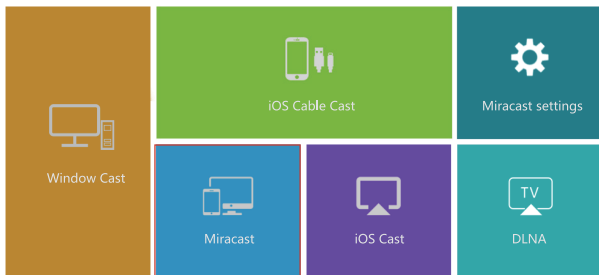 Window Cast
iOS Cable Cast
Miracast settings
Miracast
iOS Cast
TV
DLNA